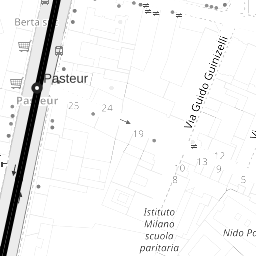 Berta sul
Pasteur
Pasteur
25
24
19
Via Guido Guinizelli
13
12
10
9
8
5
Istituto
Milano
scuola
paritaria
Nido Pa